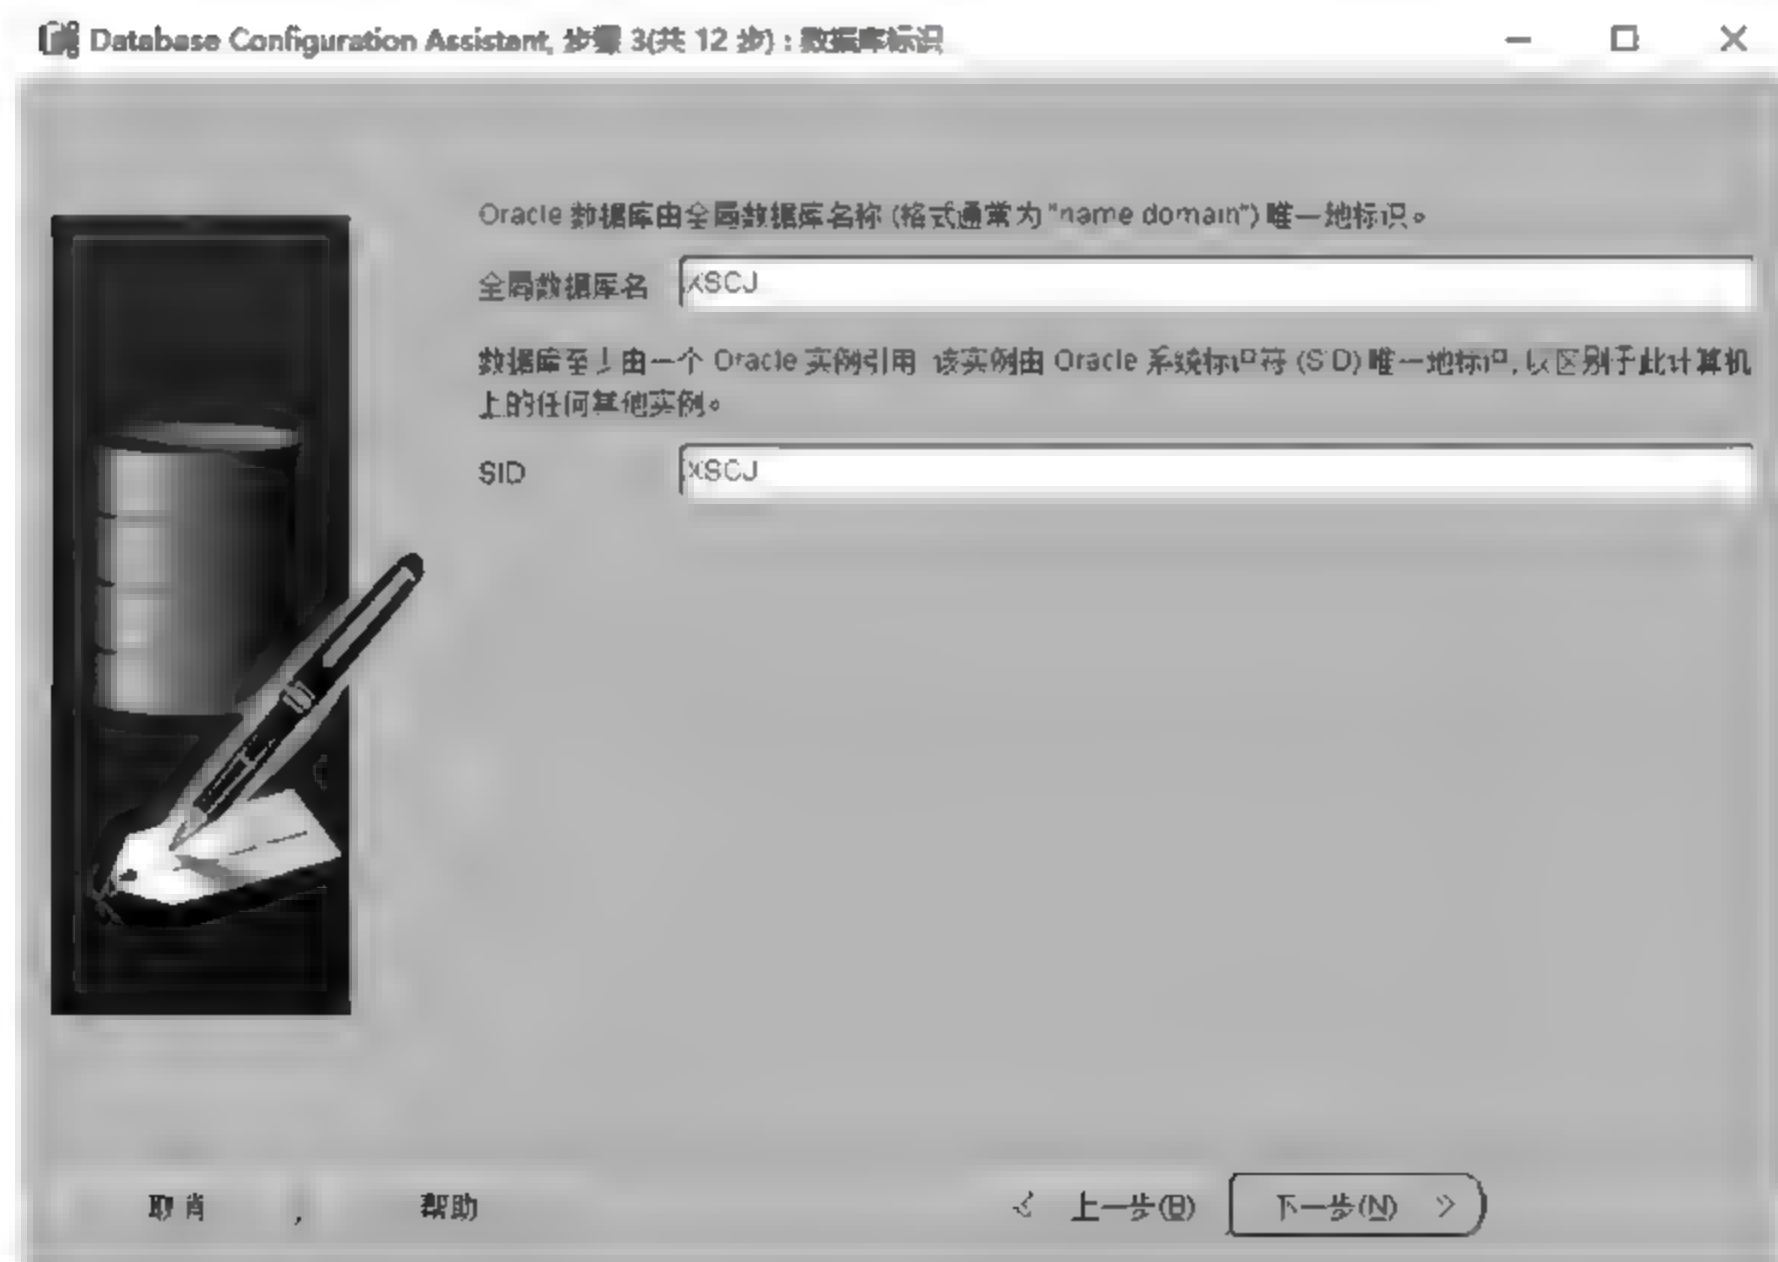 Database Configuration Assistant, 步骤 3(共 12 步) : 数据库标识
Oracle 数据库由全局数据库名称 (格式通常为 "name domain") 唯一地标识。
全局数据库名 XSCJ
数据库至少由一个 Oracle 实例引用 该实例由 Oracle 系统标识符 (SID) 唯一地标识, 以区别于此计算机
上的任何其他实例。
SID XSCJ
取消 帮助 上一步(B) 下一步(N)